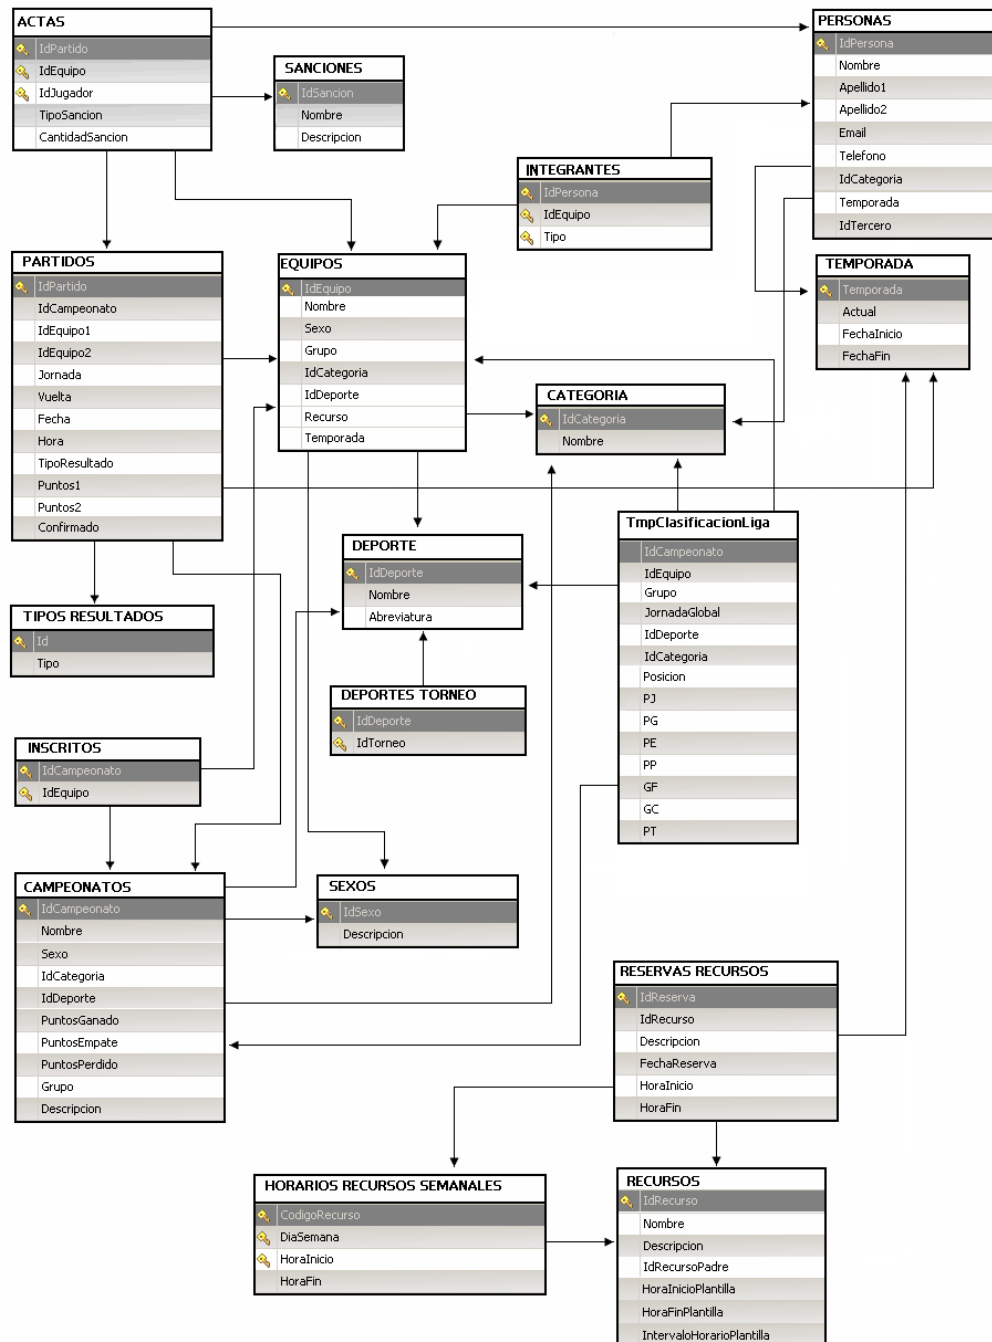 ACTAS
IdPartido
IdEquipo
IdJugador
TipoSancion
CantidadSancion
SANCIONES
IdSancion
Nombre
Descripcion
PERSONAS
IdPersona
Nombre
Apellido1
Apellido2
Email
Telefono
IdCategoria
Temporada
IdTercero
INTEGRANTES
IdPersona
IdEquipo
Tipo
PARTIDOS
IdPartido
IdCampeonato
IdEquipo1
IdEquipo2
Jornada
Vuelta
Fecha
Hora
TipoResultado
Puntos1
Puntos2
Confirmado
EQUIPOS
IdEquipo
Nombre
Sexo
Grupo
IdCategoria
IdDeporte
Recurso
Temporada
TEMPORADA
Temporada
Actual
FechaInicio
FechaFin
CATEGORIA
IdCategoria
Nombre
TmpClasificacionLiga
IdCampeonato
IdEquipo
Grupo
JornadaGlobal
IdDeporte
IdCategoria
Posicion
PJ
PG
PE
PP
GF
GC
PT
DEPORTE
IdDeporte
Nombre
Abreviatura
TIPOS RESULTADOS
Id
Tipo
DEPORTES TORNEO
IdDeporte
IdTorneo
INSCRITOS
IdCampeonato
IdEquipo
CAMPEONATOS
IdCampeonato
Nombre
Sexo
IdCategoria
IdDeporte
PuntosGanado
PuntosEmpate
PuntosPerdido
Grupo
Descripcion
SEXOS
IdSexo
Descripcion
RESERVAS RECURSOS
IdReserva
IdRecurso
Descripcion
FechaReserva
HoraInicio
HoraFin
HORARIOS RECURSOS SEMANALES
CodigoRecurso
DiaSemana
HoraInicio
HoraFin
RECURSOS
IdRecurso
Nombre
Descripcion
IdRecursoPadre
HoraInicioPlantilla
HoraFinPlantilla
IntervaloHorarioPlantilla